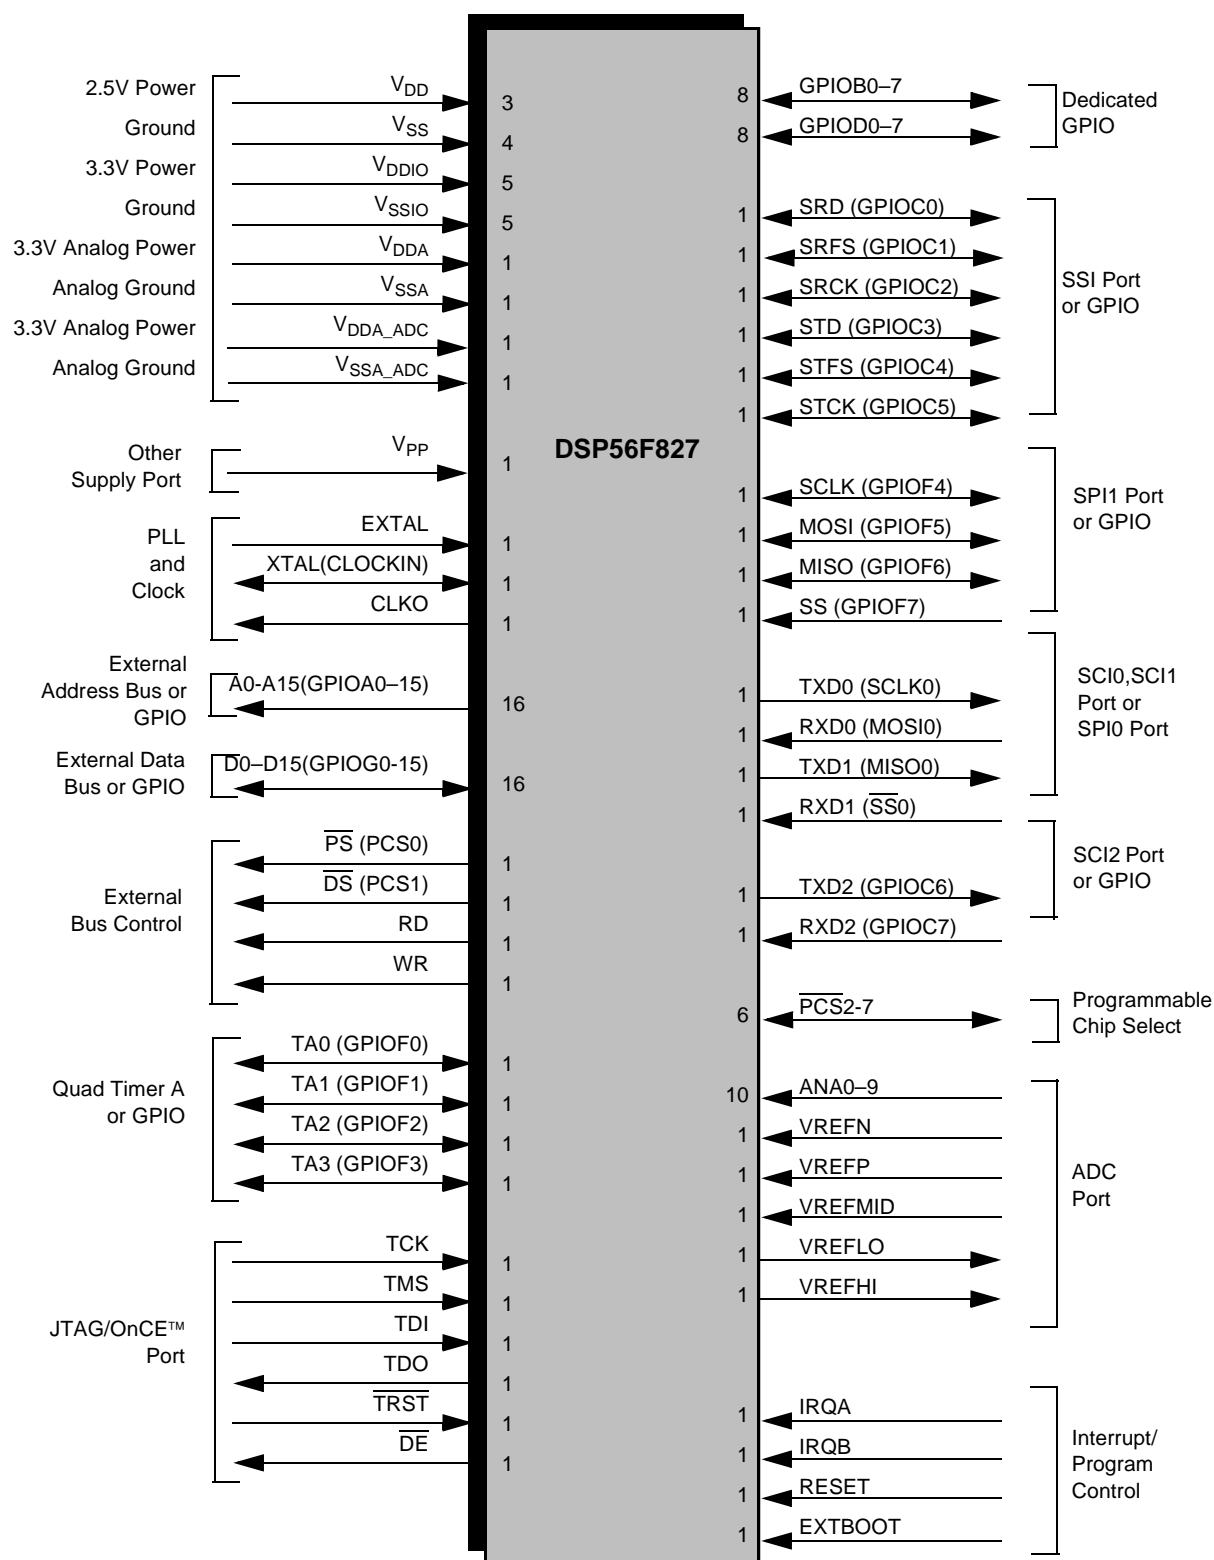 DSP56F827
2.5V Power
VDD
3
Ground
VSS
4
3.3V Power
VDDIO
5
Ground
VSSIO
5
3.3V Analog Power
VDDA
1
Analog Ground
VSSA
1
3.3V Analog Power
VDDA_ADC
1
Analog Ground
VSSA_ADC
1
Other
Supply Port
VPP
1
PLL
and
Clock
EXTAL
1
XTAL(CLOCKIN)
1
CLKO
1
External
Address Bus or
GPIO
A0-A15(GPIOA0–15)
16
External Data
Bus or GPIO
D0–D15(GPIOG0-15)
16
External
Bus Control
P̅S̅ (PCS0)
1
D̅S̅ (PCS1)
1
RD
1
WR
1
Quad Timer A
or GPIO
TA0 (GPIOF0)
1
TA1 (GPIOF1)
1
TA2 (GPIOF2)
1
TA3 (GPIOF3)
1
JTAG/OnCE™
Port
TCK
1
TMS
1
TDI
1
TDO
1
T̅R̅S̅T̅
1
D̅E̅
1
8
GPIOB0–7
8
GPIOD0–7
Dedicated
GPIO
1
SRD (GPIOC0)
1
SRFS (GPIOC1)
1
SRCK (GPIOC2)
1
STD (GPIOC3)
1
STFS (GPIOC4)
1
STCK (GPIOC5)
SSI Port
or GPIO
1
SCLK (GPIOF4)
1
MOSI (GPIOF5)
1
MISO (GPIOF6)
1
SS (GPIOF7)
SPI1 Port
or GPIO
1
TXD0 (SCLK0)
1
RXD0 (MOSI0)
1
TXD1 (MISO0)
1
RXD1 (S̅S̅0)
SCI0,SCI1
Port or
SPI0 Port
1
TXD2 (GPIOC6)
1
RXD2 (GPIOC7)
SCI2 Port
or GPIO
6
P̅C̅S̅2-7
Programmable
Chip Select
10
ANA0–9
1
VREFN
1
VREFP
1
VREFMID
1
VREFLO
1
VREFHI
ADC
Port
1
IRQA
1
IRQB
1
RESET
1
EXTBOOT
Interrupt/
Program
Control